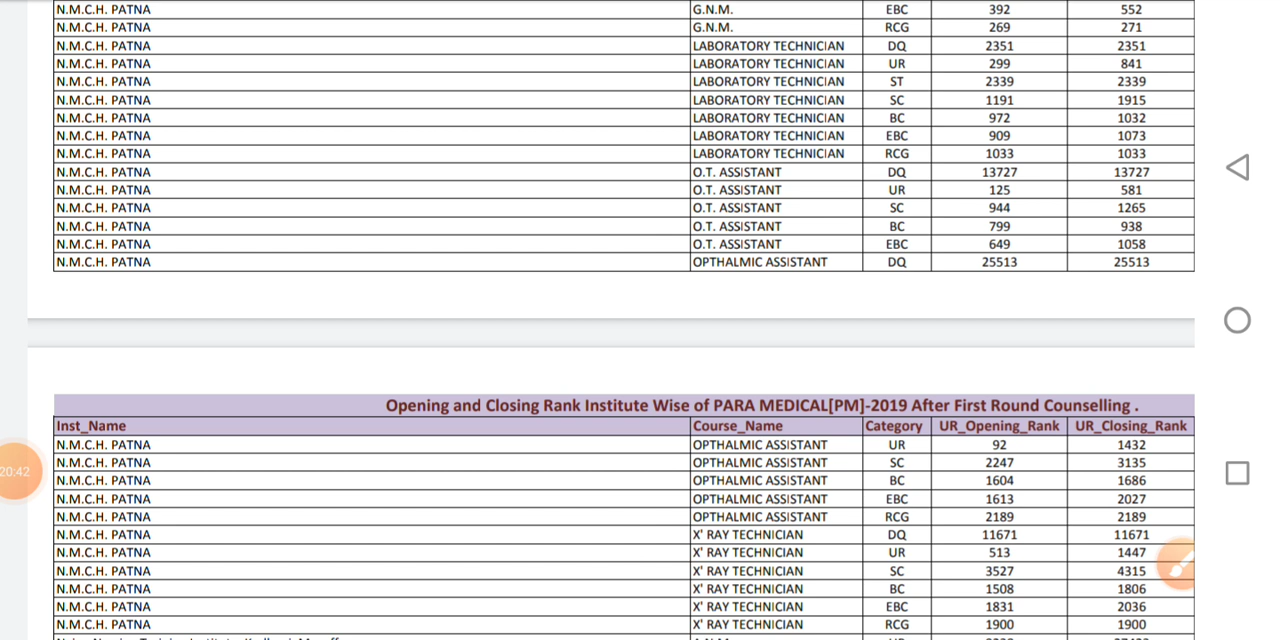 N.M.C.H. PATNA G.N.M. EBC 392 552
N.M.C.H. PATNA G.N.M. RCG 269 271
N.M.C.H. PATNA LABORATORY TECHNICIAN DQ 2351 2351
N.M.C.H. PATNA LABORATORY TECHNICIAN UR 299 841
N.M.C.H. PATNA LABORATORY TECHNICIAN ST 2339 2339
N.M.C.H. PATNA LABORATORY TECHNICIAN SC 1191 1915
N.M.C.H. PATNA LABORATORY TECHNICIAN BC 972 1032
N.M.C.H. PATNA LABORATORY TECHNICIAN EBC 909 1073
N.M.C.H. PATNA LABORATORY TECHNICIAN RCG 1033 1033
N.M.C.H. PATNA O.T. ASSISTANT DQ 13727 13727
N.M.C.H. PATNA O.T. ASSISTANT UR 125 581
N.M.C.H. PATNA O.T. ASSISTANT SC 944 1265
N.M.C.H. PATNA O.T. ASSISTANT BC 799 938
N.M.C.H. PATNA O.T. ASSISTANT EBC 649 1058
N.M.C.H. PATNA OPTHALMIC ASSISTANT DQ 25513 25513
Opening and Closing Rank Institute Wise of PARA MEDICAL[PM]-2019 After First Round Counselling .
Inst_Name Course_Name Category UR_Opening_Rank UR_Closing_Rank
N.M.C.H. PATNA OPTHALMIC ASSISTANT UR 92 1432
N.M.C.H. PATNA OPTHALMIC ASSISTANT SC 2247 3135
20:42
N.M.C.H. PATNA OPTHALMIC ASSISTANT BC 1604 1686
N.M.C.H. PATNA OPTHALMIC ASSISTANT EBC 1613 2027
N.M.C.H. PATNA OPTHALMIC ASSISTANT RCG 2189 2189
N.M.C.H. PATNA X' RAY TECHNICIAN DQ 11671 11671
N.M.C.H. PATNA X' RAY TECHNICIAN UR 513 1447
N.M.C.H. PATNA X' RAY TECHNICIAN SC 3527 4315
N.M.C.H. PATNA X' RAY TECHNICIAN BC 1508 1806
N.M.C.H. PATNA X' RAY TECHNICIAN EBC 1831 2036
N.M.C.H. PATNA X' RAY TECHNICIAN RCG 1900 1900